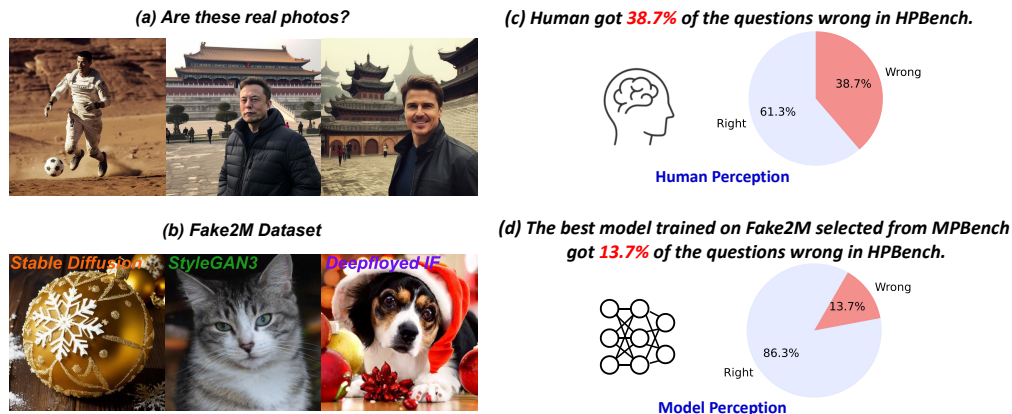 (a) Are these real photos?
(b) Fake2M Dataset
Stable Diffusion StyleGAN3 Deepfloyed IF
(c) Human got 38.7% of the questions wrong in HPBench.
Wrong
38.7%
61.3%
Right
Human Perception
(d) The best model trained on Fake2M selected from MPBench
got 13.7% of the questions wrong in HPBench.
Wrong
13.7%
86.3%
Right
Model Perception